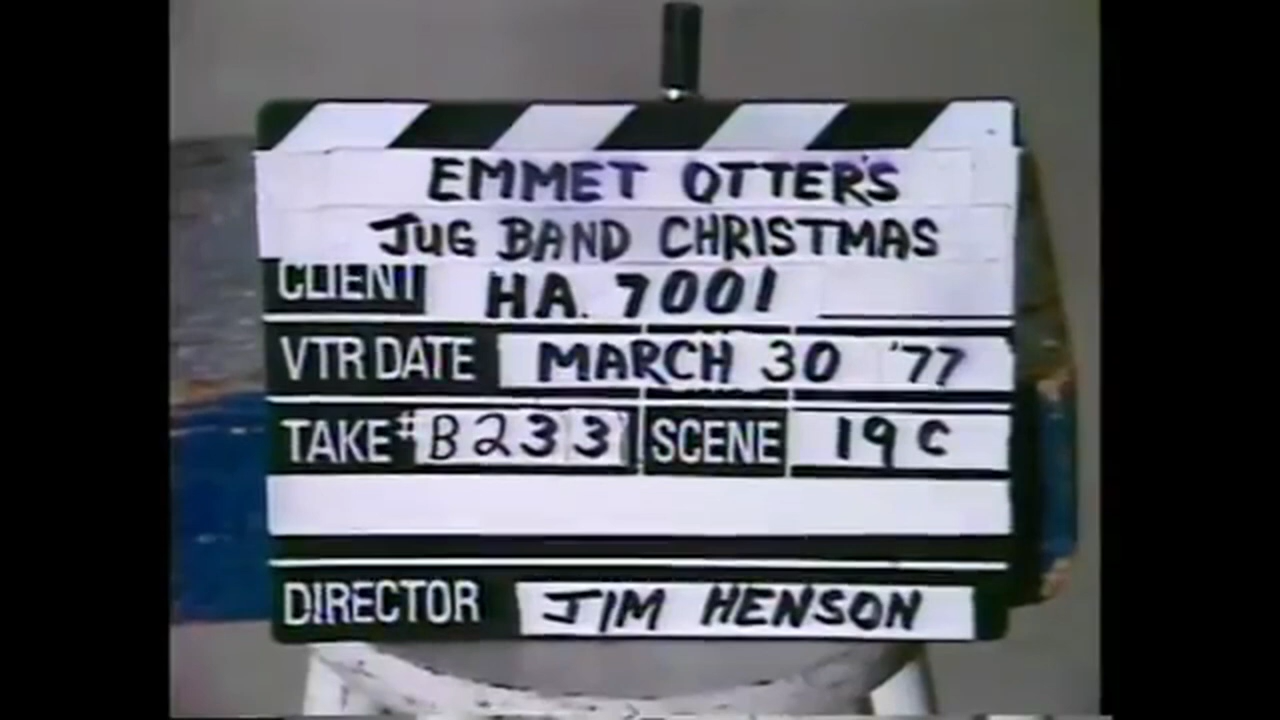 EMMET OTTER'S
JUG BAND CHRISTMAS
CLIENT HA. 7001
VTR DATE MARCH 30 '77
TAKE # B233 SCENE 19C
DIRECTOR JIM HENSON